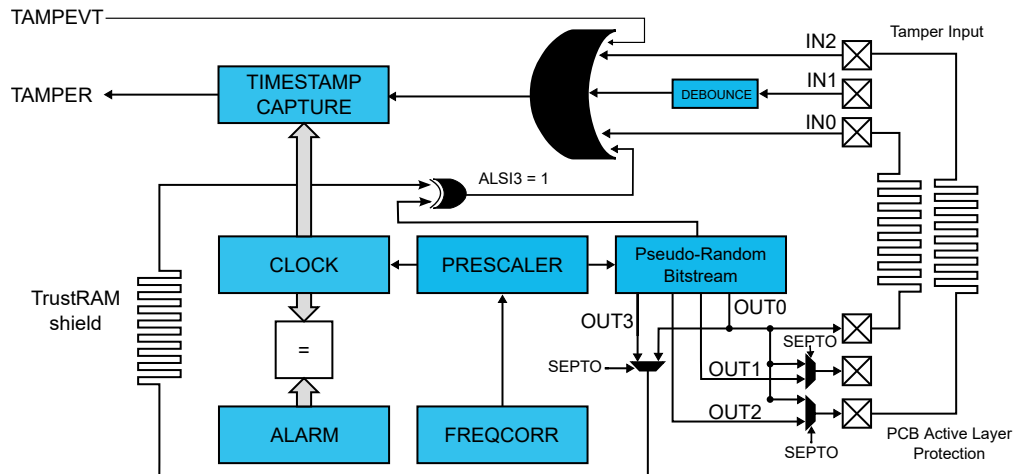 TAMPEVT
Tamper Input
IN2
TIMESTAMP
CAPTURE
TAMPER
DEBOUNCE
IN1
IN0
ALSI3 = 1
CLOCK
PRESCALER
Pseudo-Random
Bitstream
TrustRAM
shield
OUT3
OUT0
=
SEPTO
SEPTO
OUT1
OUT2
ALARM
FREQCORR
SEPTO
PCB Active Layer
Protection